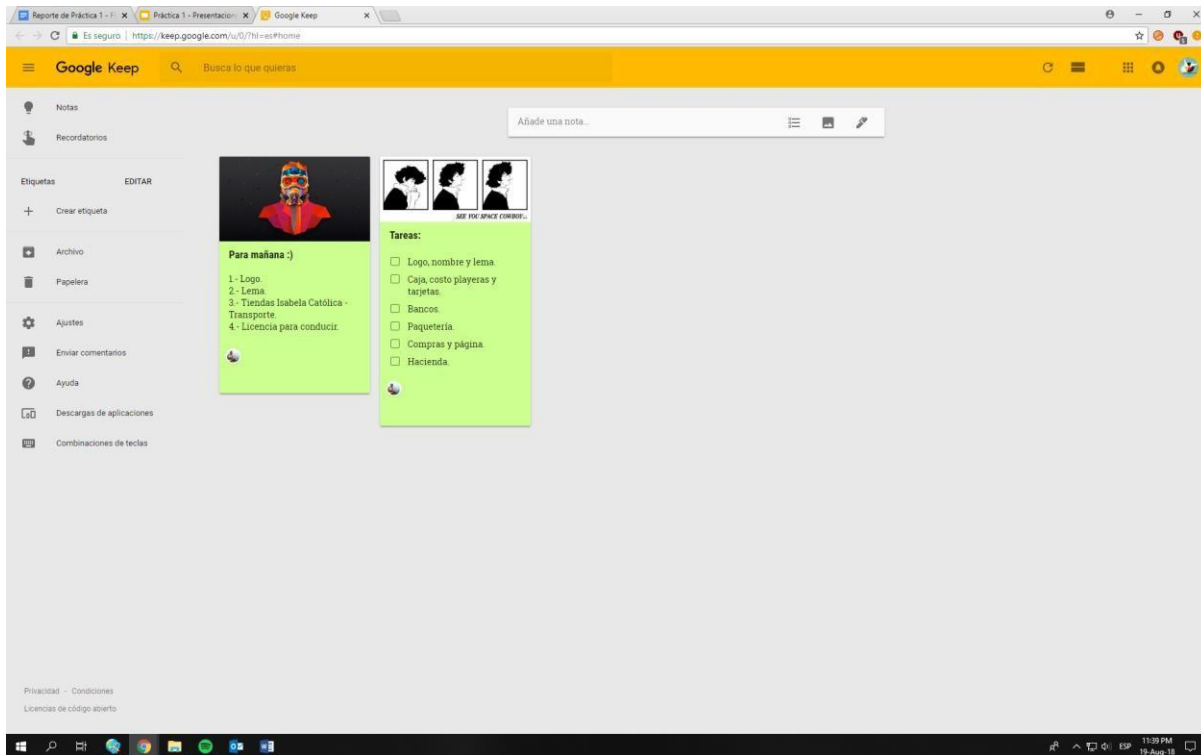 Reporte de Práctica 1 - Fl
Práctica 1 - Presentacion
Google Keep
Es seguro
https://keep.google.com/u/0/?hl=es#home
Google Keep
Busca lo que quieras
Notas
Recordatorios
Etiquetas
EDITAR
Crear etiqueta
Archivo
Papelera
Ajustes
Enviar comentarios
Ayuda
Descargas de aplicaciones
Combinaciones de teclas
Privacidad - Condiciones
Licencias de código abierto
Añade una nota...
Para mañana :)
1.- Logo.
2.- Lema.
3.- Tiendas Isabela Católica -
Transporte.
4.- Licencia para conducir.
SEE YOU SPACE COWBOY...
Tareas:
Logo, nombre y lema.
Caja, costo playeras y
tarjetas.
Bancos.
Paquetería.
Compras y página.
Hacienda.
ESP
11:39 PM
19-Aug-18